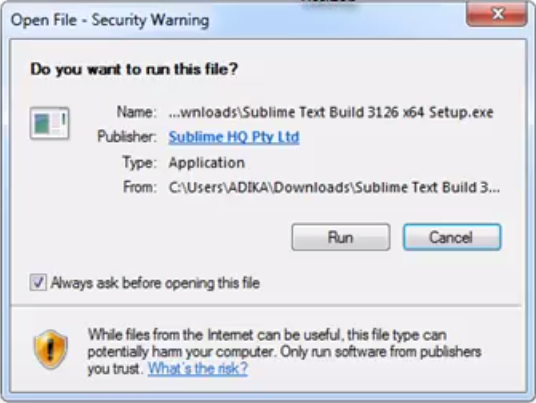 Open File - Security Warning
Do you want to run this file?
Name: ...wnloads\Sublime Text Build 3126 x64 Setup.exe
Publisher: Sublime HQ Pty Ltd
Type: Application
From: C:\Users\ADIKA\Downloads\Sublime Text Build 3...
Run Cancel
Always ask before opening this file
While files from the Internet can be useful, this file type can
potentially harm your computer. Only run software from publishers
you trust. What's the risk?